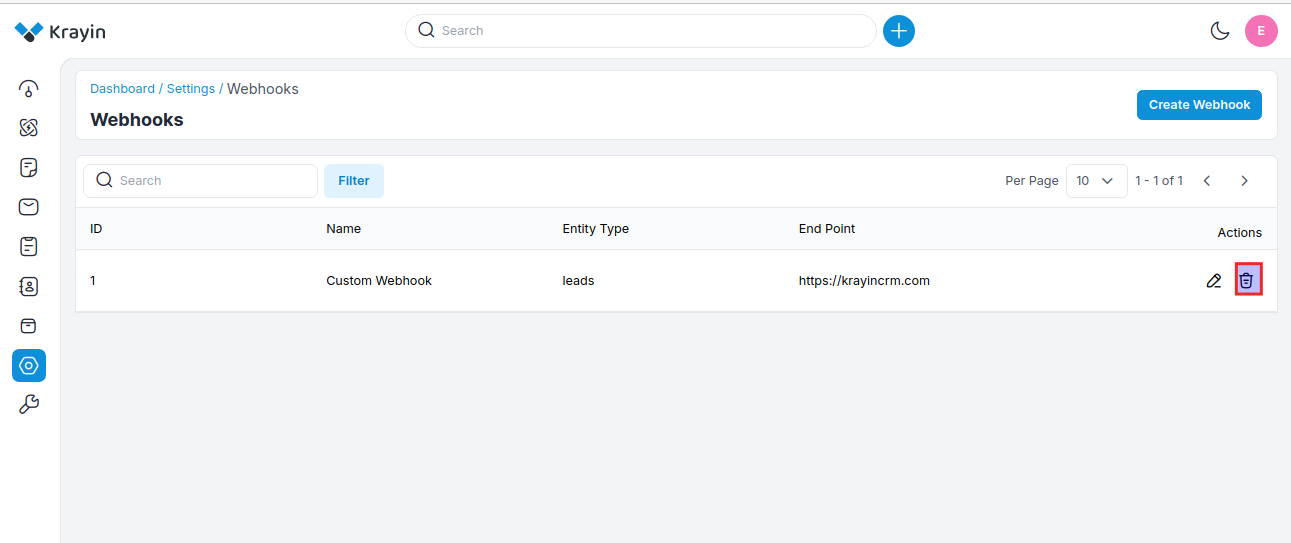 Krayin
Search
E
Dashboard / Settings / Webhooks
Webhooks
Create Webhook
Search
Filter
Per Page
10
1 - 1 of 1
ID Name Entity Type End Point Actions
1 Custom Webhook leads https://krayincrm.com